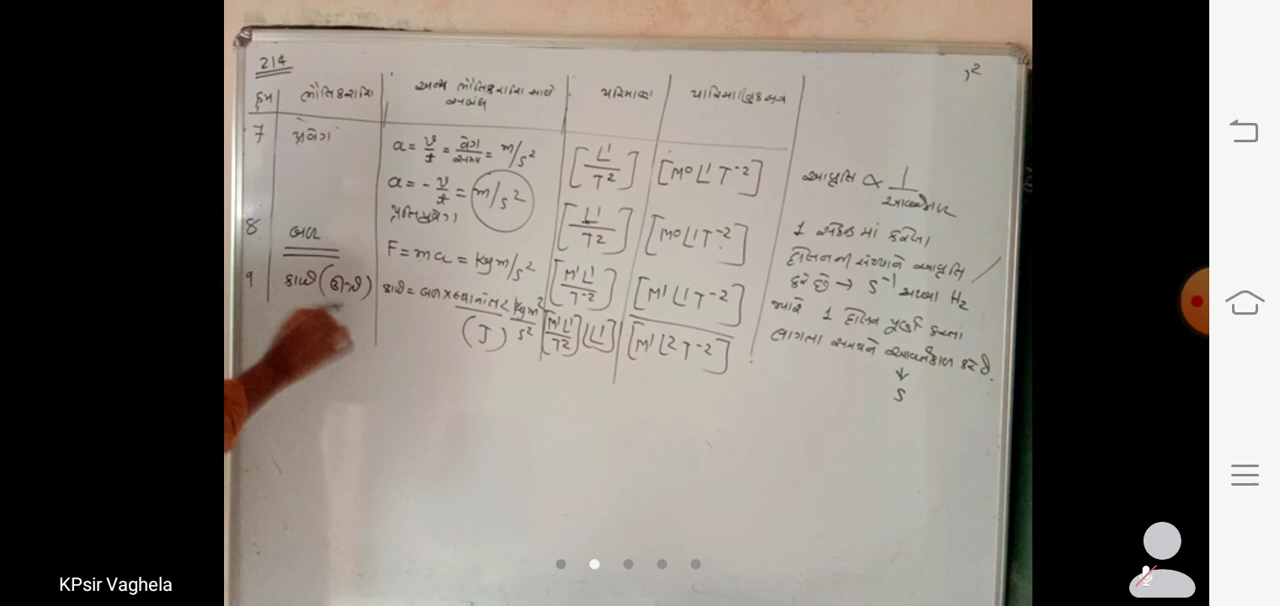 214
,2
ક્રમ ભૌતિકરાશિ અન્ય ભૌતિકરાશિ સાથે સંબંધ પરિમાણ પારિમાણિક સૂત્ર
7 પ્રવેગ a = v/t = વેગ/સમય = m/s² [L¹/T²] [M⁰L¹T⁻²]
a = - v/t = m/s² [L¹/T²] [M⁰L¹T⁻²]
પ્રતિપ્રવેગ
8 બળ F = ma = kgm/s² [M¹L¹/T⁻²] [M¹L¹T⁻²]
9 કાર્ય (ઊર્જા) કાર્ય = બળ × સ્થાનાંતર kgm²/s² [M¹L¹/T²] [L¹] [M¹L²T⁻²]
(J)
આવૃત્તિ ∝ 1/આવર્તકાળ
1 સેકંડ માં કરેલા
દોલનની સંખ્યાને આવૃત્તિ
કહે છે → S⁻¹ અથવા Hz
જ્યારે 1 દોલન પૂર્ણ કરતા
લાગતા સમયને આવર્તકાળ કહે છે.
↓
S
KPsir Vaghela